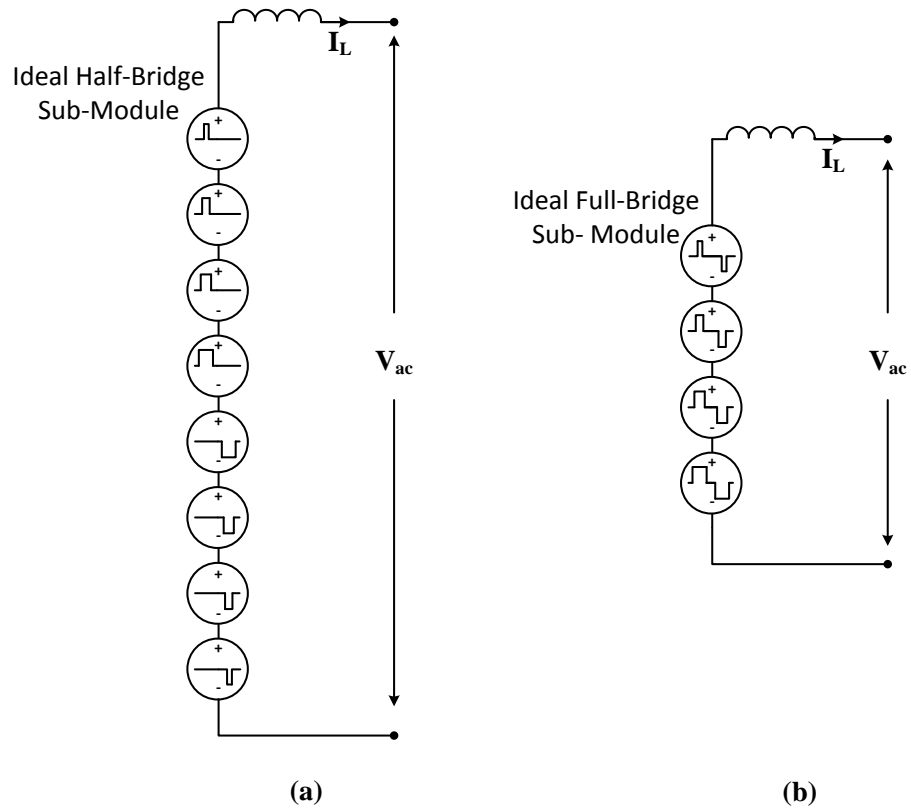 I_L
Ideal Half-Bridge
Sub-Module
+
-
+
-
+
-
+
-
+
-
+
-
+
-
+
-
V_ac
(a)
I_L
Ideal Full-Bridge
Sub- Module
+
-
+
-
+
-
+
-
V_ac
(b)